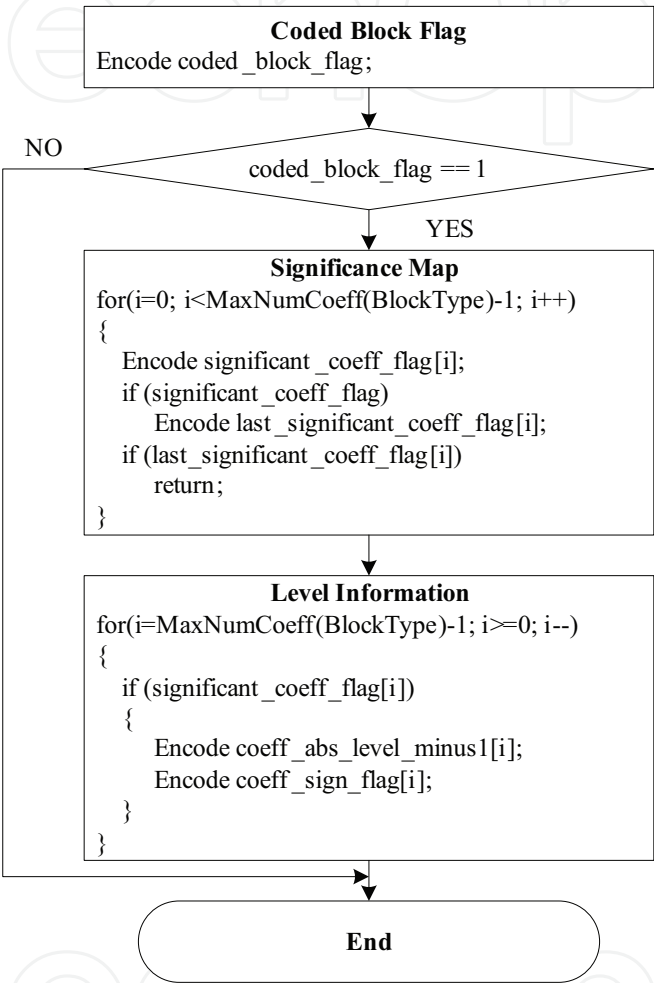 Coded Block Flag
Encode coded_block_flag;
coded_block_flag == 1
NO
YES
Significance Map
for(i=0; i<MaxNumCoeff(BlockType)-1; i++)
{
Encode significant_coeff_flag[i];
if (significant_coeff_flag)
Encode last_significant_coeff_flag[i];
if (last_significant_coeff_flag[i])
return;
}
Level Information
for(i=MaxNumCoeff(BlockType)-1; i>=0; i--)
{
if (significant_coeff_flag[i])
{
Encode coeff_abs_level_minus1[i];
Encode coeff_sign_flag[i];
}
}
End